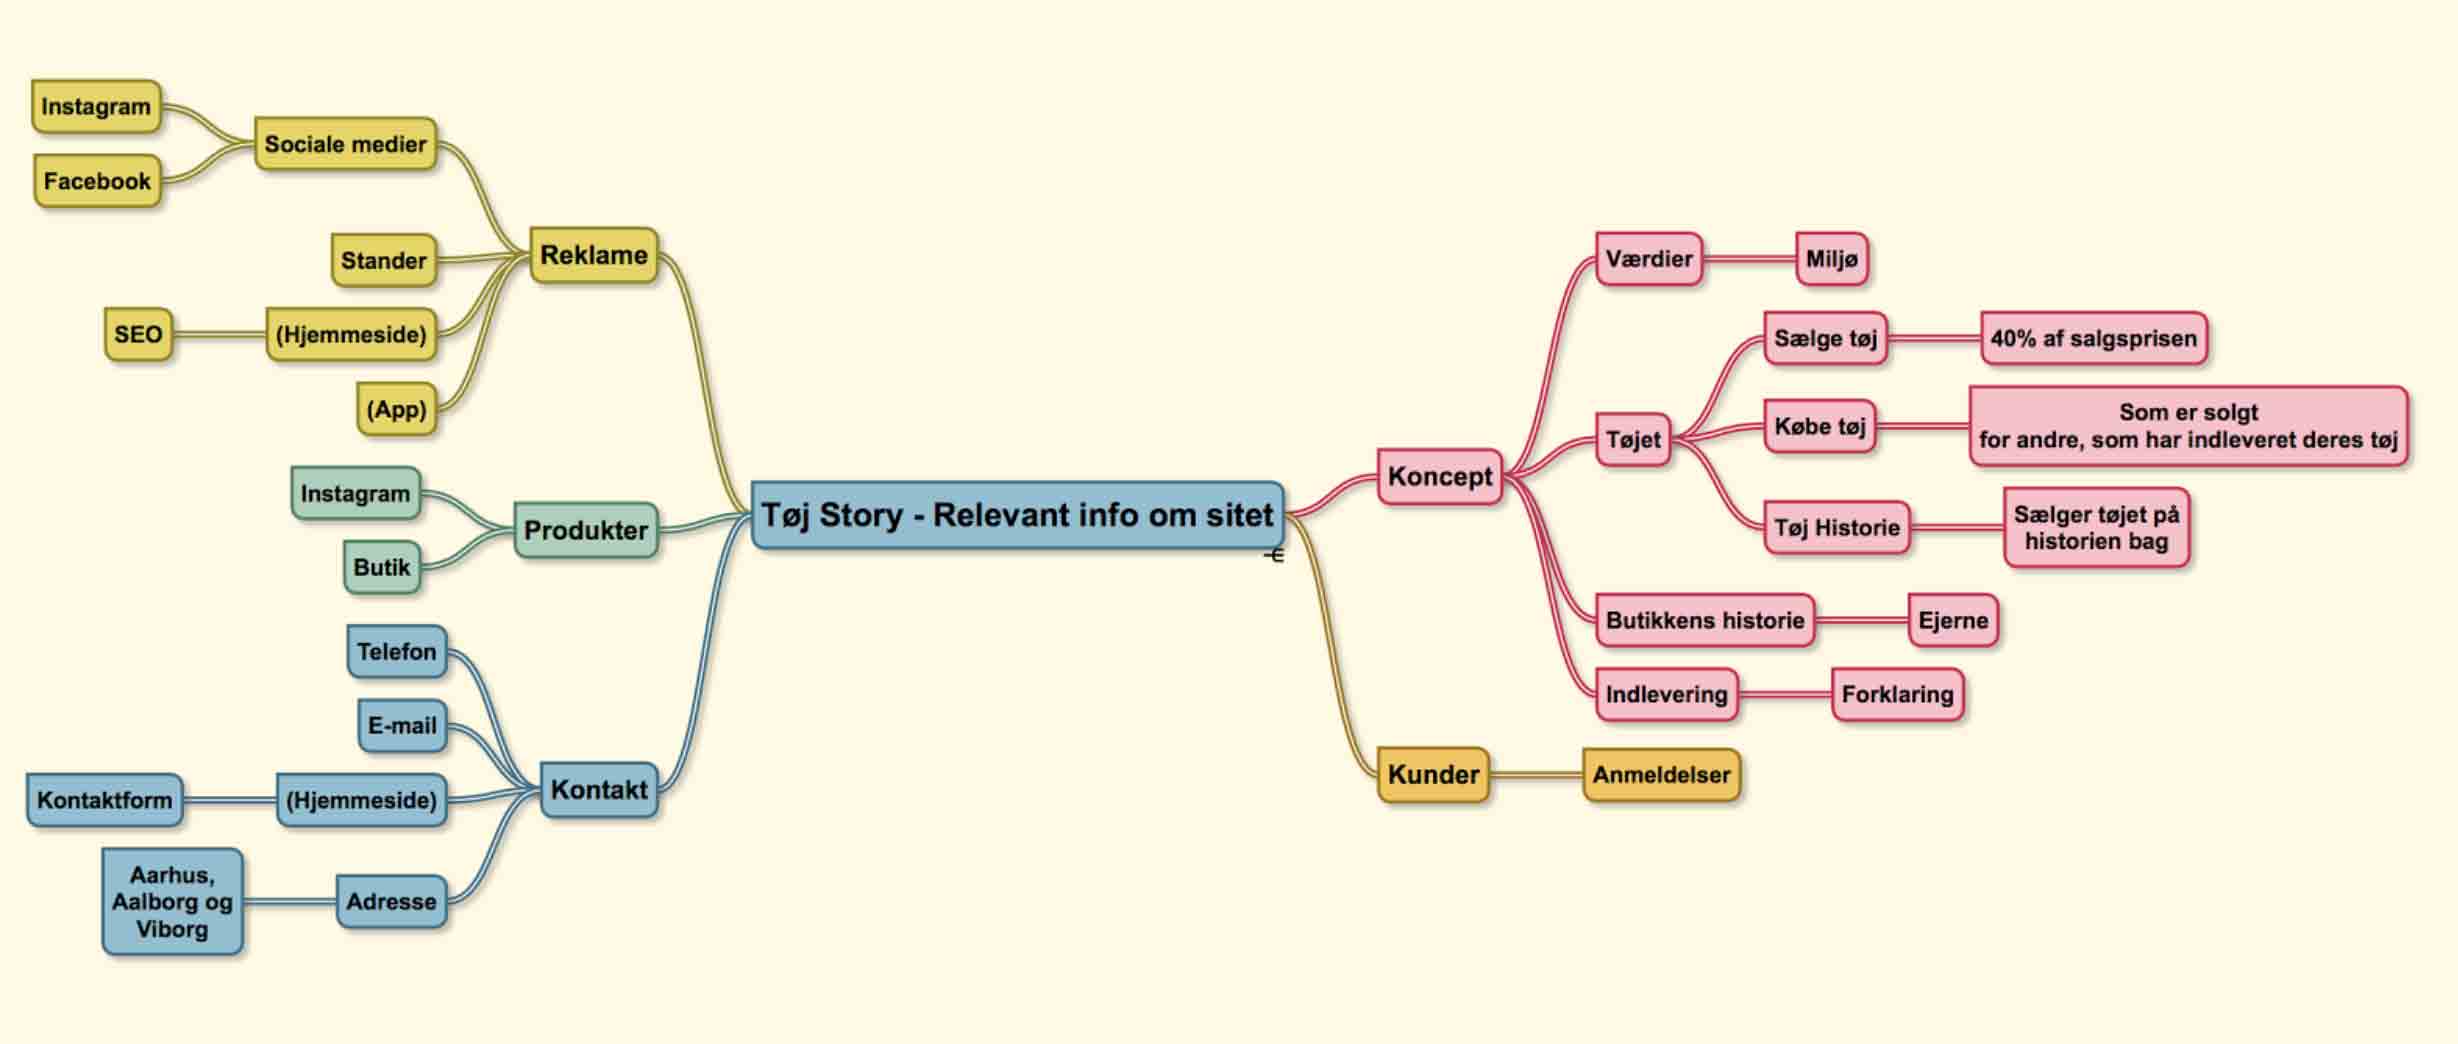 Tøj Story - Relevant info om sitet
Reklame
Sociale medier
Instagram
Facebook
Stander
(Hjemmeside)
SEO
(App)
Produkter
Instagram
Butik
Kontakt
Telefon
E-mail
(Hjemmeside)
Kontaktform
Adresse
Aarhus,
Aalborg og
Viborg
Koncept
Værdier
Miljø
Tøjet
Sælge tøj
40% af salgsprisen
Købe tøj
Som er solgt
for andre, som har indleveret deres tøj
Tøj Historie
Sælger tøjet på
historien bag
Butikkens historie
Ejerne
Indlevering
Forklaring
Kunder
Anmeldelser